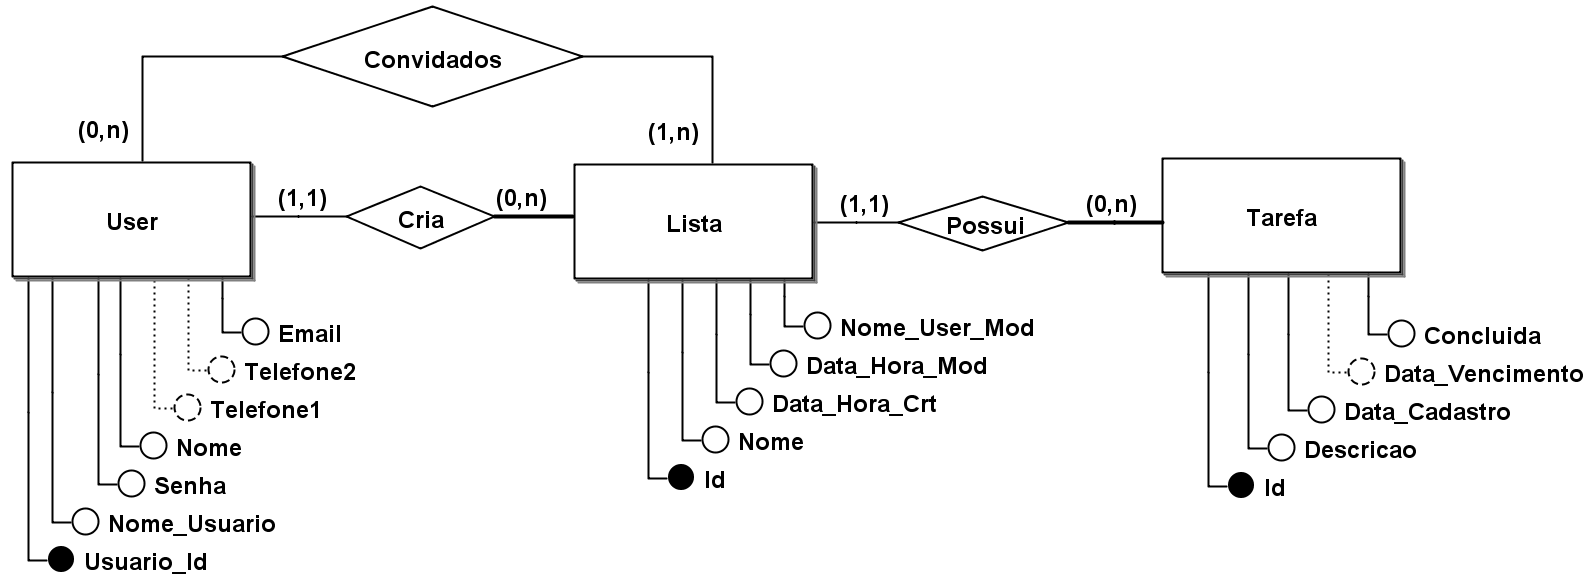 Convidados
(0,n)
(1,n)
User
(1,1)
Cria
(0,n)
Lista
(1,1)
Possui
(0,n)
Tarefa
Email
Telefone2
Telefone1
Nome
Senha
Nome_Usuario
Usuario_Id
Nome_User_Mod
Data_Hora_Mod
Data_Hora_Crt
Nome
Id
Concluida
Data_Vencimento
Data_Cadastro
Descricao
Id